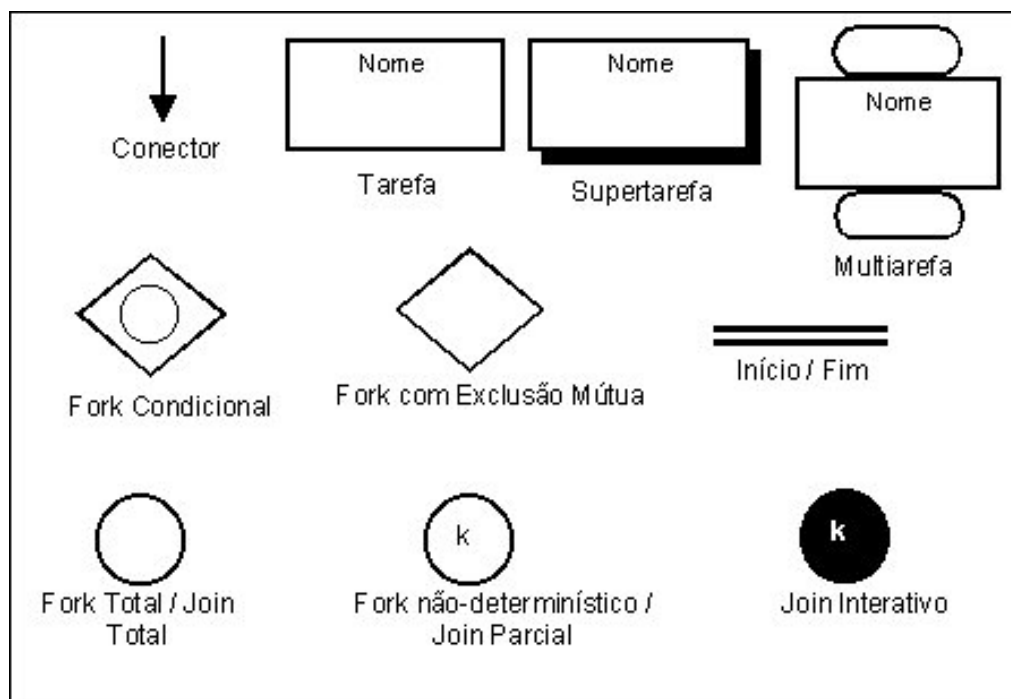 Nome
Nome
Nome
Conector
Tarefa
Supertarefa
Multiarefa
Fork Condicional
Fork com Exclusão Mútua
Início / Fim
k
k
Fork Total / Join
Total
Fork não-determinístico /
Join Parcial
Join Interativo